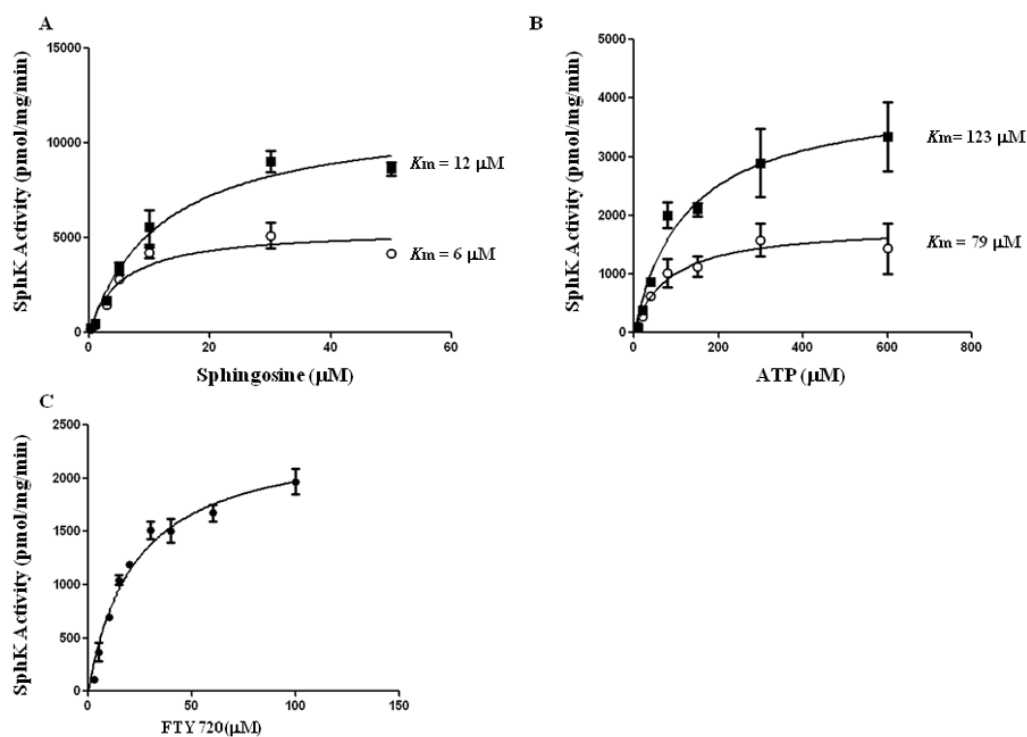 A
SphK Activity (pmol/mg/min)
15000
10000
5000
0
0 20 40 60
Sphingosine (μM)
Km = 12 μM
Km = 6 μM
B
SphK Activity (pmol/mg/min)
5000
4000
3000
2000
1000
0
0 200 400 600 800
ATP (μM)
Km= 123 μM
Km = 79 μM
C
SphK Activity (pmol/mg/min)
2500
2000
1500
1000
500
0
0 50 100 150
FTY720(μM)